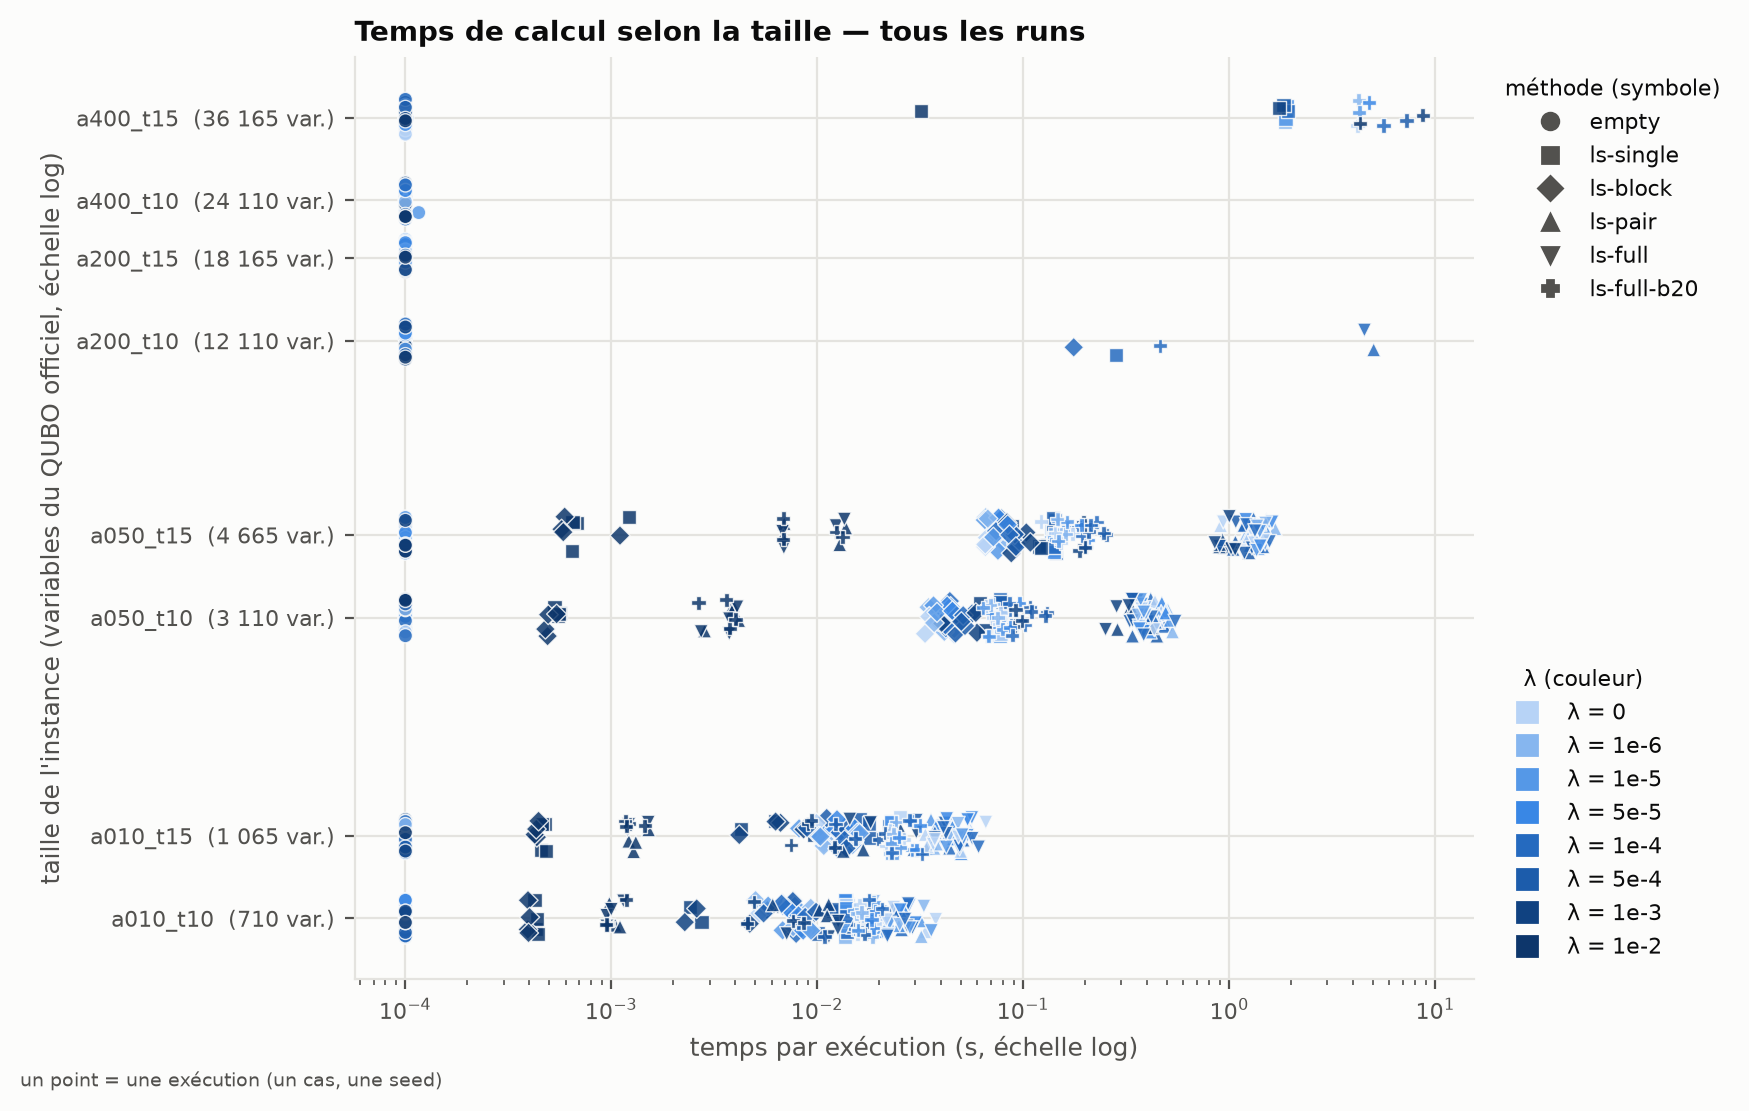 Temps de calcul selon la taille — tous les runs
taille de l'instance (variables du QUBO officiel, échelle log)
a400_t15 (36 165 var.)
a400_t10 (24 110 var.)
a200_t15 (18 165 var.)
a200_t10 (12 110 var.)
a050_t15 (4 665 var.)
a050_t10 (3 110 var.)
a010_t15 (1 065 var.)
a010_t10 (710 var.)
10⁻⁴ 10⁻³ 10⁻² 10⁻¹ 10⁰ 10¹
temps par exécution (s, échelle log)
un point = une exécution (un cas, une seed)
méthode (symbole)
empty
ls-single
ls-block
ls-pair
ls-full
ls-full-b20
λ (couleur)
λ = 0
λ = 1e-6
λ = 1e-5
λ = 5e-5
λ = 1e-4
λ = 5e-4
λ = 1e-3
λ = 1e-2